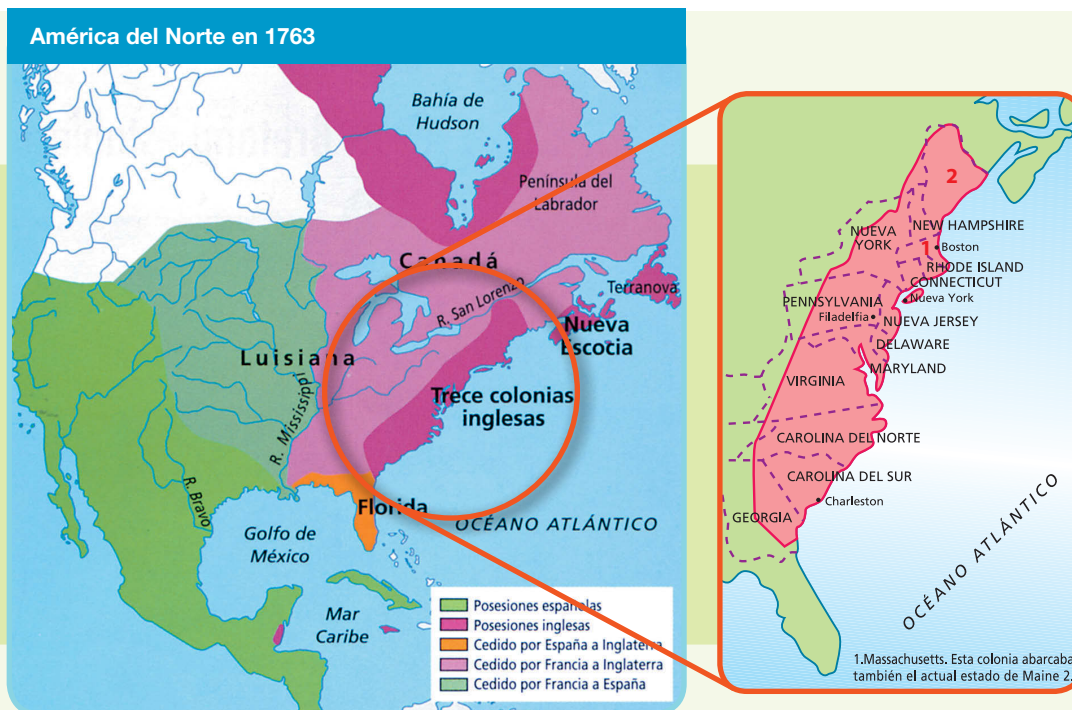 América del Norte en 1763
Bahía de
Hudson
Península del
Labrador
Canadá
R. San Lorenzo
Terranova
Nueva
Escocia
Luisiana
R. Mississipi
Trece colonias
inglesas
R. Bravo
Florida
Golfo de
México
OCÉANO ATLÁNTICO
Mar
Caribe
Posesiones españolas
Posesiones inglesas
Cedido por España a Inglaterra
Cedido por Francia a Inglaterra
Cedido por Francia a España
2
NUEVA
YORK
NEW HAMPSHIRE
1
Boston
RHODE ISLAND
CONNECTICUT
Nueva York
PENNSYLVANIA
Filadelfia
NUEVA JERSEY
DELAWARE
MARYLAND
VIRGINIA
CAROLINA DEL NORTE
CAROLINA DEL SUR
Charleston
GEORGIA
OCÉANO ATLÁNTICO
1.Massachusetts. Esta colonia abarcaba
también el actual estado de Maine 2.